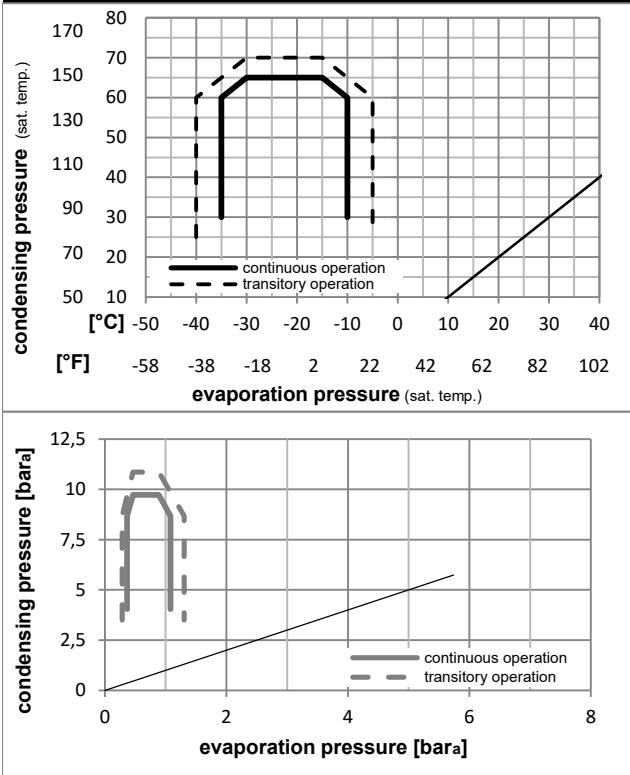 condensing pressure (sat. temp.)
170 80
70
150 60
130 50
110 40
90 30
70 20
50 10
continuous operation
transitory operation
[°C] -50 -40 -30 -20 -10 0 10 20 30 40
[°F] -58 -38 -18 2 22 42 62 82 102
evaporation pressure (sat. temp.)
condensing pressure [bara]
12,5
10
7,5
5
2,5
0
continuous operation
transitory operation
0 2 4 6 8
evaporation pressure [bara]